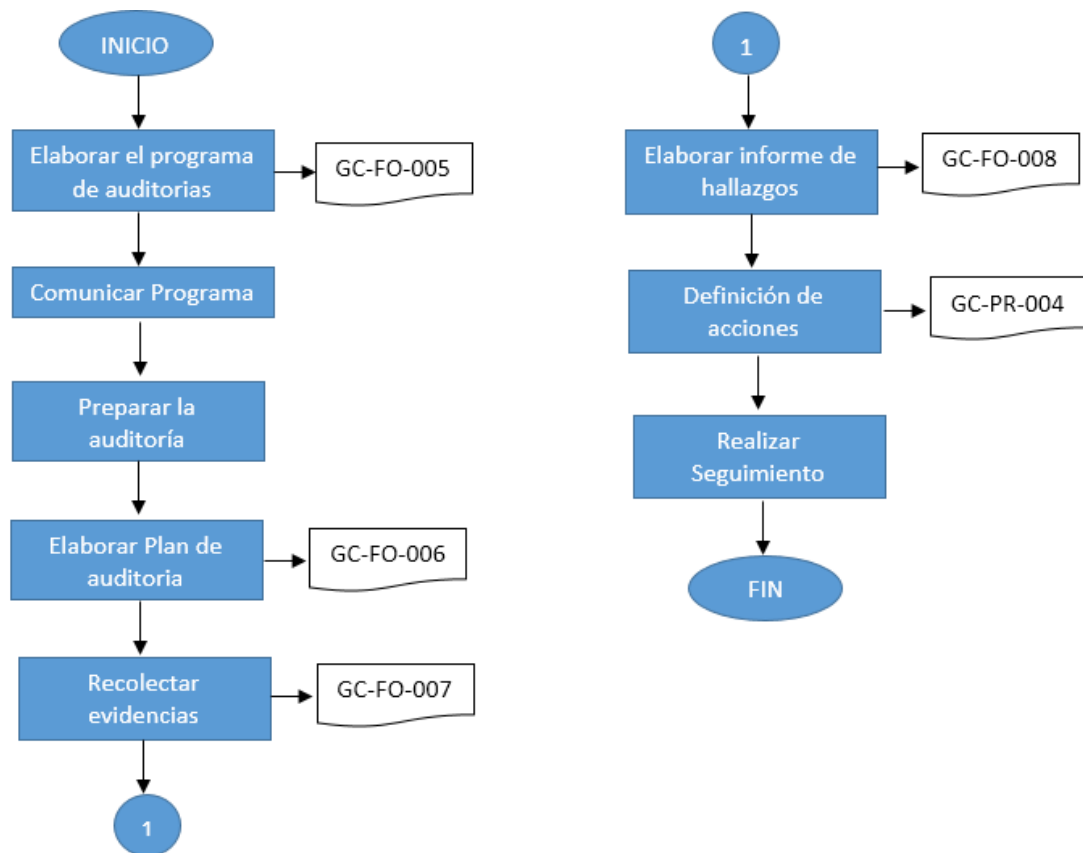 INICIO
Elaborar el programa
de auditorias
GC-FO-005
Comunicar Programa
Preparar la
auditoría
Elaborar Plan de
auditoria
GC-FO-006
Recolectar
evidencias
GC-FO-007
1
1
Elaborar informe de
hallazgos
GC-FO-008
Definición de
acciones
GC-PR-004
Realizar
Seguimiento
FIN